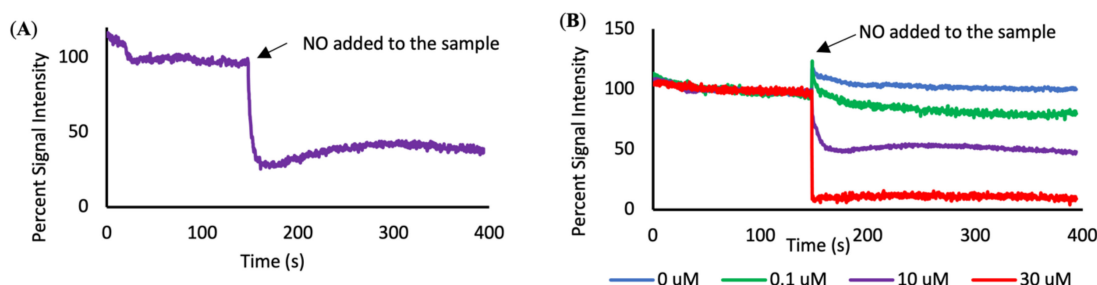 (A)
Percent Signal Intensity
100
50
0
0 100 200 300 400
Time (s)
NO added to the sample
(B)
Percent Signal Intensity
150
100
50
0
0 100 200 300 400
Time (s)
NO added to the sample
0 uM 0.1 uM 10 uM 30 uM